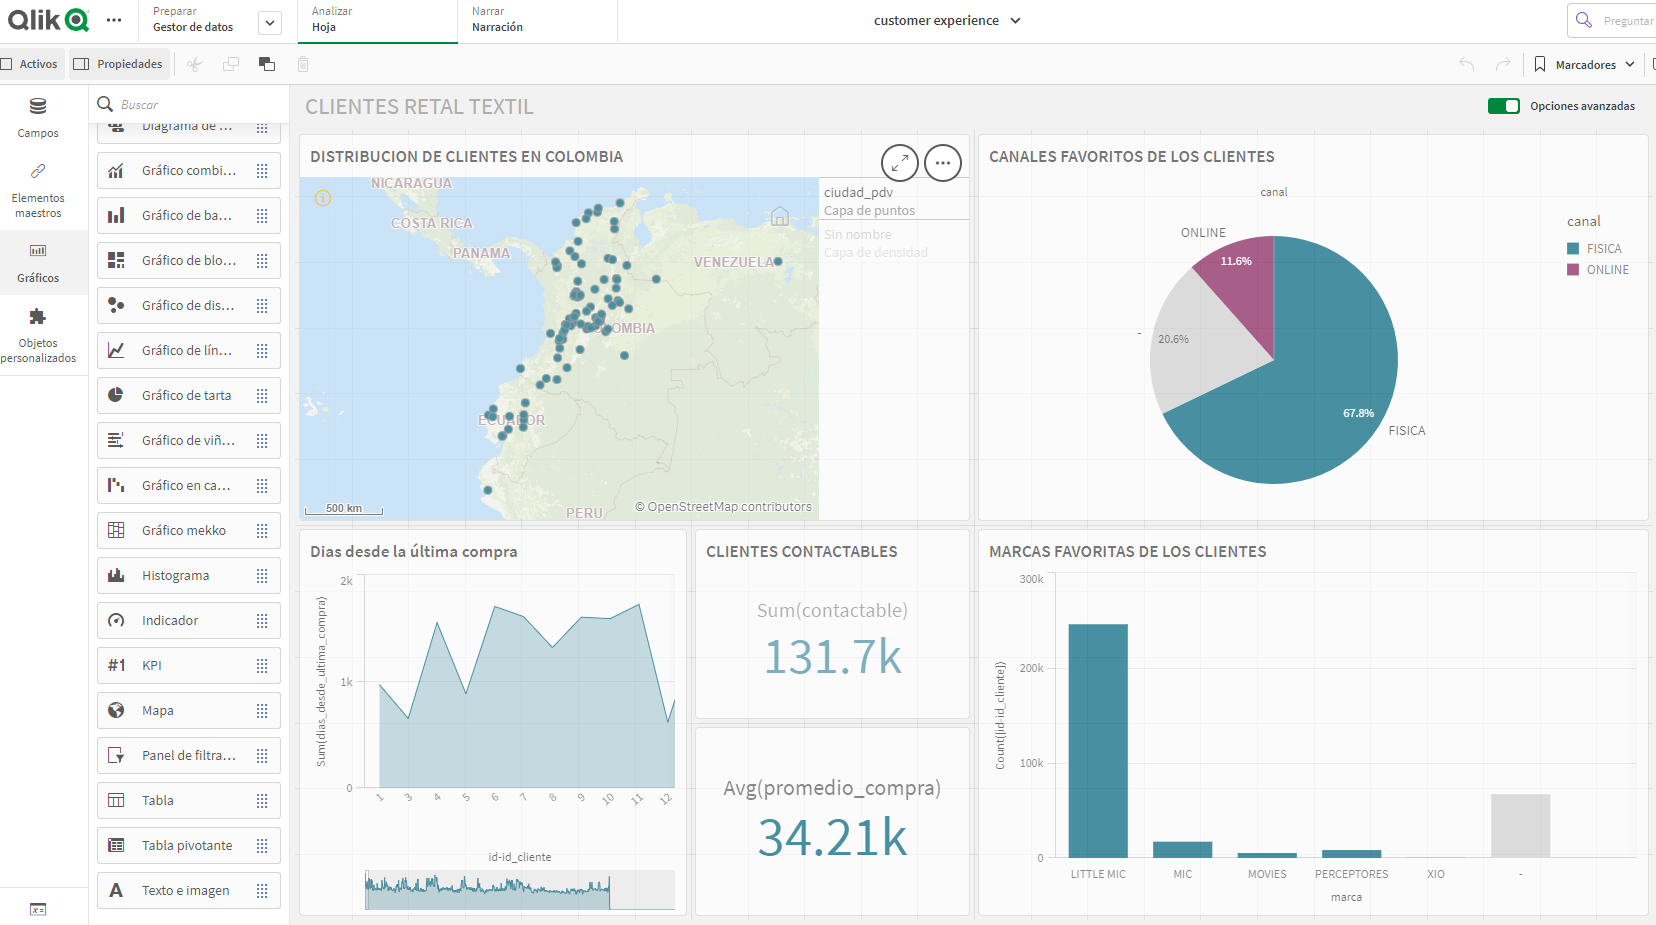 Qlik
Preparar
Gestor de datos
Analizar
Hoja
Narrar
Narración
customer experience
Preguntar
Activos
Propiedades
Marcadores
Campos
Elementos
maestros
Gráficos
Objetos
personalizados
Buscar
Diagrama de ...
Gráfico combi...
Gráfico de ba...
Gráfico de blo...
Gráfico de dis...
Gráfico de lín...
Gráfico de tarta
Gráfico de viñ...
Gráfico en ca...
Gráfico mekko
Histograma
Indicador
#1 KPI
Mapa
Panel de filtra...
Tabla
Tabla pivotante
A Texto e imagen
CLIENTES RETAL TEXTIL
Opciones avanzadas
DISTRIBUCION DE CLIENTES EN COLOMBIA
NICARAGUA
COSTA RICA
PANAMA
VENEZUELA
COLOMBIA
ECUADOR
PERU
500 km
© OpenStreetMap contributors
ciudad_pdv
Capa de puntos
Sin nombre
Capa de densidad
CANALES FAVORITOS DE LOS CLIENTES
canal
ONLINE
11.6%
-
20.6%
67.8%
FISICA
canal
FISICA
ONLINE
Dias desde la última compra
Sum(dias_desde_ultima_compra)
2k
1k
0
1 3 4 5 6 7 8 9 10 11 12
id-id_cliente
CLIENTES CONTACTABLES
Sum(contactable)
131.7k
Avg(promedio_compra)
34.21k
MARCAS FAVORITAS DE LOS CLIENTES
Count([id-id_cliente])
300k
200k
100k
0
LITTLE MIC MIC MOVIES PERCEPTORES XIO -
marca